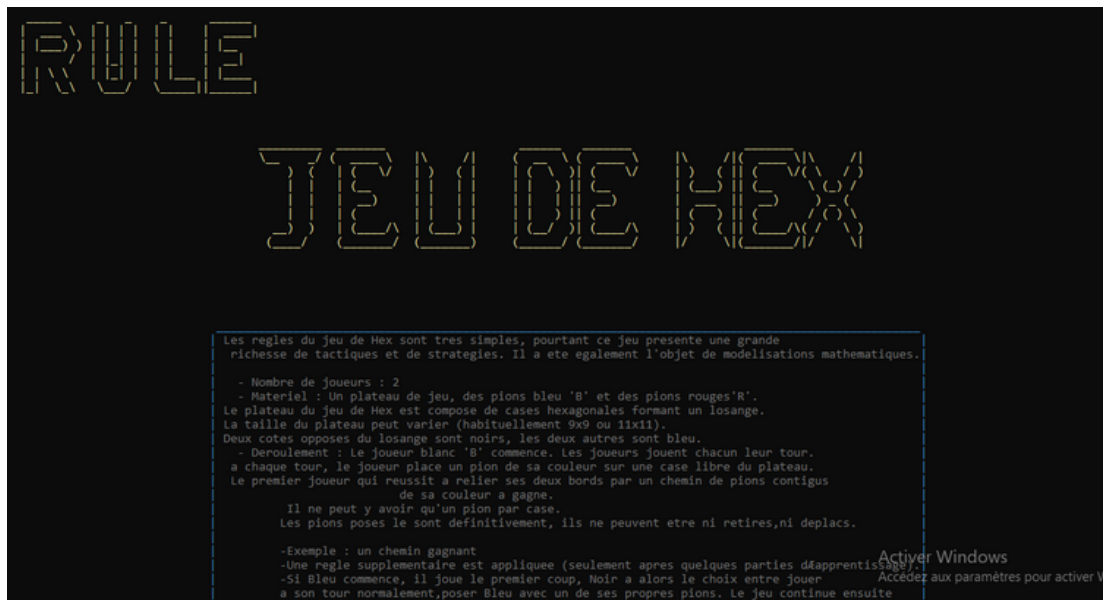 RULE
JEU DE HEX
Les regles du jeu de Hex sont tres simples, pourtant ce jeu presente une grande
richesse de tactiques et de strategies. Il a ete egalement l'objet de modelisations mathematiques.
- Nombre de joueurs : 2
- Materiel : Un plateau de jeu, des pions bleu 'B' et des pions rouges'R'.
Le plateau du jeu de Hex est compose de cases hexagonales formant un losange.
La taille du plateau peut varier (habituellement 9x9 ou 11x11).
Deux cotes opposes du losange sont noirs, les deux autres sont bleu.
- Deroulement : Le joueur blanc 'B' commence. Les joueurs jouent chacun leur tour.
a chaque tour, le joueur place un pion de sa couleur sur une case libre du plateau.
Le premier joueur qui reussit a relier ses deux bords par un chemin de pions contigus
de sa couleur a gagne.
Il ne peut y avoir qu'un pion par case.
Les pions poses le sont definitivement, ils ne peuvent etre ni retires,ni deplacs.
-Exemple : un chemin gagnant
-Une regle supplementaire est appliquee (seulement apres quelques parties dÆapprentissage).
-Si Bleu commence, il joue le premier coup, Noir a alors le choix entre jouer
a son tour normalement,poser Bleu avec un de ses propres pions. Le jeu continue ensuite
Activer Windows
Accédez aux paramètres pour activer W